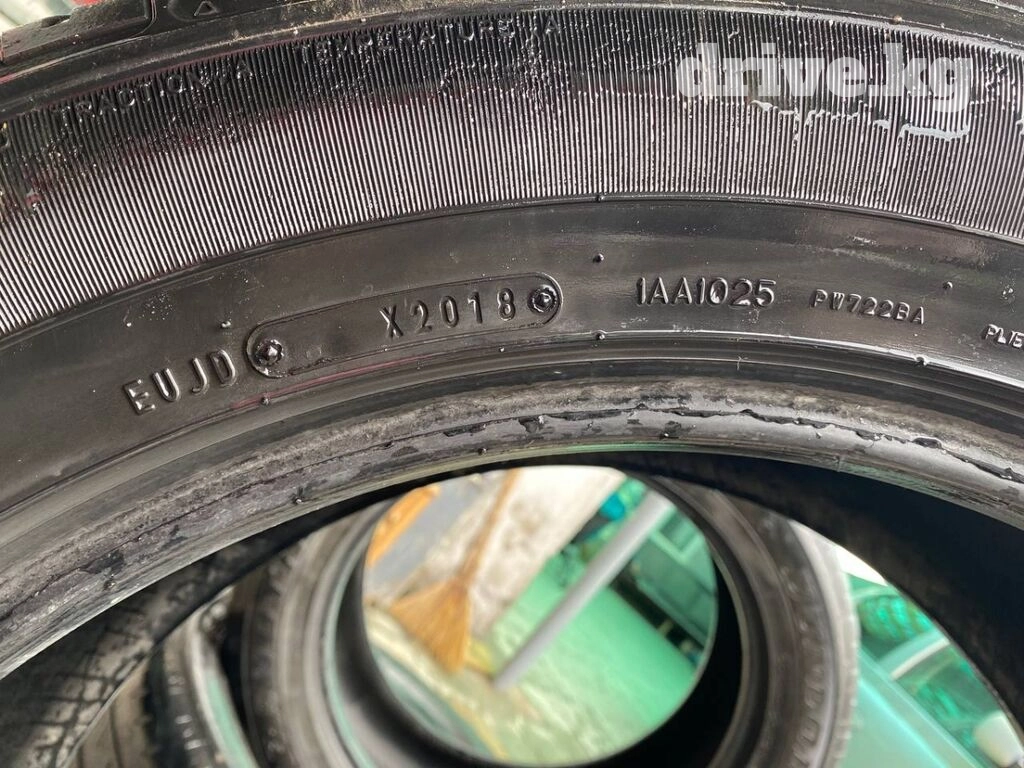 drive.kg
TRACTION A TEMPERATURE A
EUJD X2018 1AA1025 PW722BA